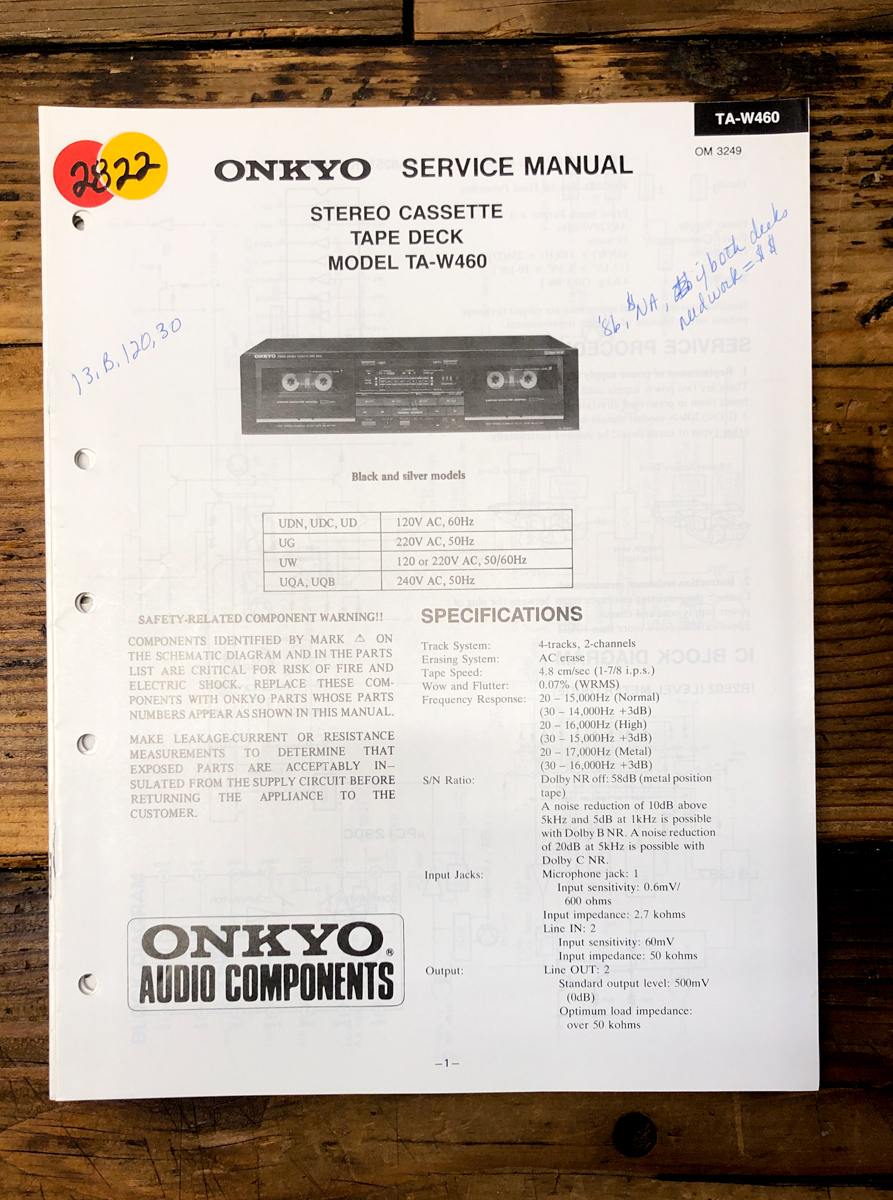 TA-W460
OM 3249
2822
ONKYO SERVICE MANUAL
STEREO CASSETTE
TAPE DECK
MODEL TA-W460
'86, $NA, if both decks
need work = $$
13, B, 120, 30
ONKYO
Black and silver models
UDN, UDC, UD 120V AC, 60Hz
UG 220V AC, 50Hz
UW 120 or 220V AC, 50/60Hz
UQA, UQB 240V AC, 50Hz
SAFETY-RELATED COMPONENT WARNING!!
COMPONENTS IDENTIFIED BY MARK ⚠ ON
THE SCHEMATIC DIAGRAM AND IN THE PARTS
LIST ARE CRITICAL FOR RISK OF FIRE AND
ELECTRIC SHOCK. REPLACE THESE COM-
PONENTS WITH ONKYO PARTS WHOSE PARTS
NUMBERS APPEAR AS SHOWN IN THIS MANUAL.
MAKE LEAKAGE-CURRENT OR RESISTANCE
MEASUREMENTS TO DETERMINE THAT
EXPOSED PARTS ARE ACCEPTABLY IN–
SULATED FROM THE SUPPLY CIRCUIT BEFORE
RETURNING THE APPLIANCE TO THE
CUSTOMER.
ONKYO®
AUDIO COMPONENTS
SPECIFICATIONS
Track System: 4-tracks, 2-channels
Erasing System: AC erase
Tape Speed: 4.8 cm/sec (1-7/8 i.p.s.)
Wow and Flutter: 0.07% (WRMS)
Frequency Response: 20 – 15,000Hz (Normal)
(30 – 14,000Hz +3dB)
20 – 16,000Hz (High)
(30 – 15,000Hz +3dB)
20 – 17,000Hz (Metal)
(30 – 16,000Hz +3dB)
S/N Ratio: Dolby NR off: 58dB (metal position
tape)
A noise reduction of 10dB above
5kHz and 5dB at 1kHz is possible
with Dolby B NR. A noise reduction
of 20dB at 5kHz is possible with
Dolby C NR.
Input Jacks: Microphone jack: 1
Input sensitivity: 0.6mV/
600 ohms
Input impedance: 2.7 kohms
Line IN: 2
Input sensitivity: 60mV
Input impedance: 50 kohms
Output: Line OUT: 2
Standard output level: 500mV
(0dB)
Optimum load impedance:
over 50 kohms
–1–